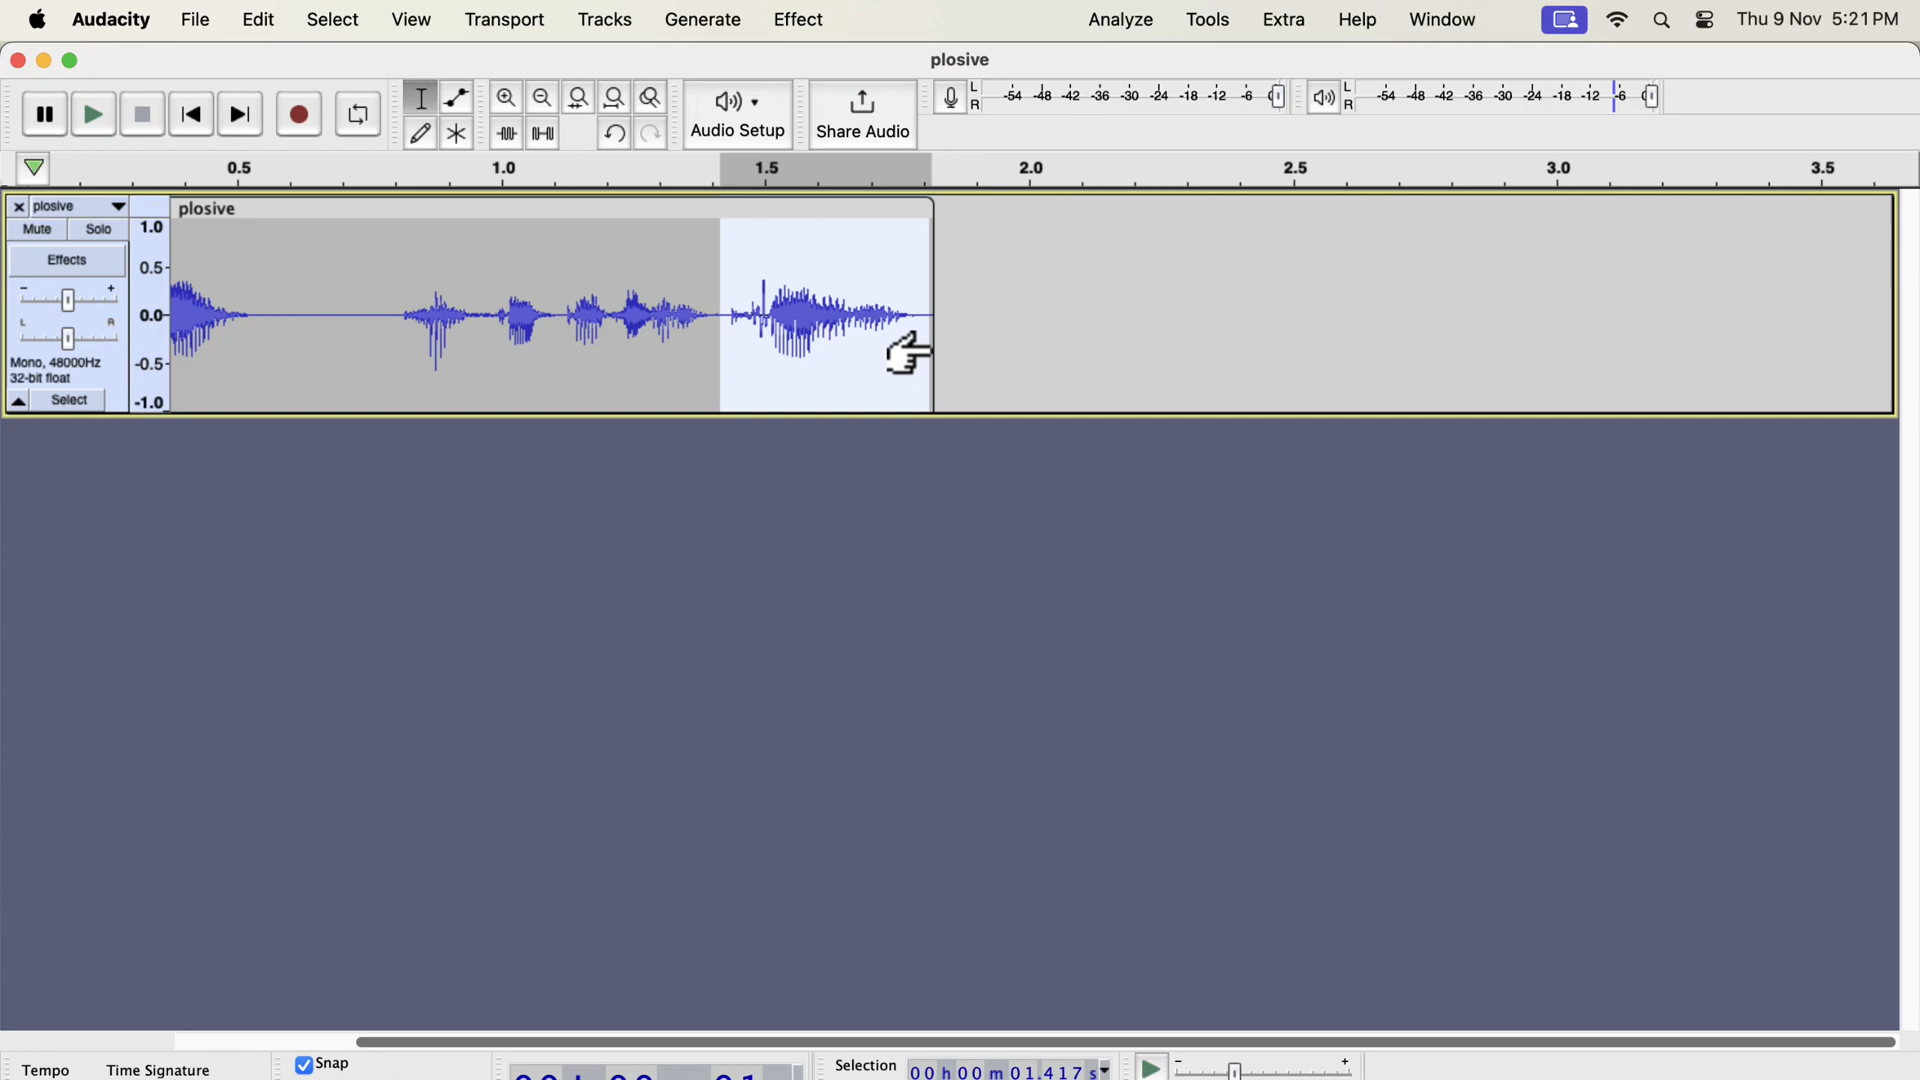 Audacity File Edit Select View Transport Tracks Generate Effect Analyze Tools Extra Help Window Thu 9 Nov 5:21 PM
plosive
L -54 -48 -42 -36 -30 -24 -18 -12 -6
R
L -54 -48 -42 -36 -30 -24 -18 -12 -6
R
Audio Setup Share Audio
0.5 1.0 1.5 2.0 2.5 3.0 3.5
plosive
plosive
Mute Solo
Effects
- +
L R
Mono, 48000Hz
32-bit float
Select
1.0
0.5
0.0
-0.5
-1.0
Tempo Time Signature Snap Selection 00 h 00 m 01.417 s - +